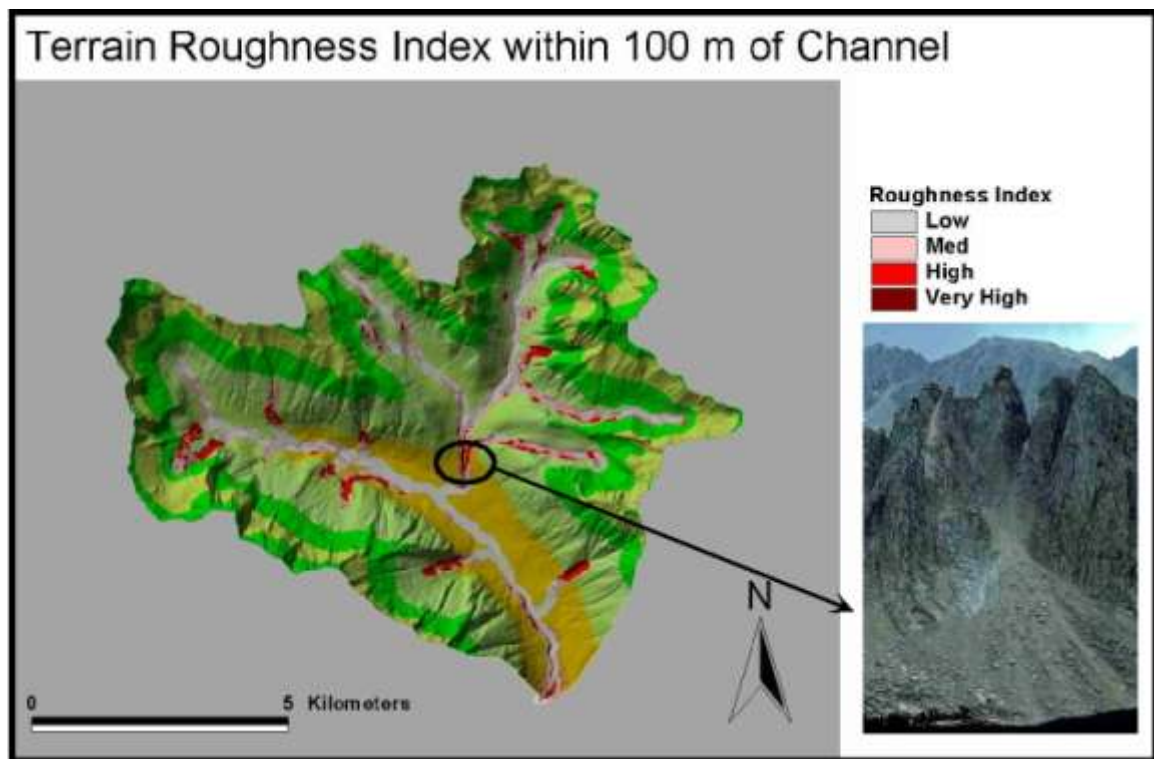 Terrain Roughness Index within 100 m of Channel
Roughness Index
Low
Med
High
Very High
N
0 5 Kilometers